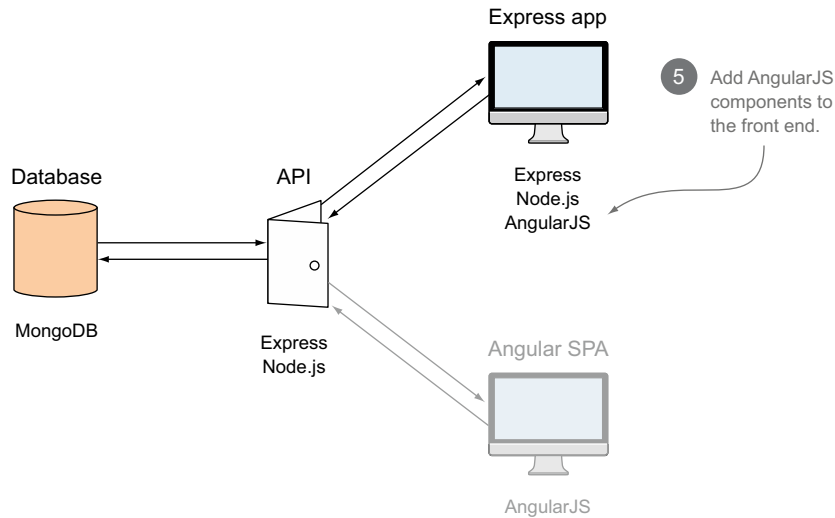 Express app
5
Add AngularJS
components to
the front end.
Express
Node.js
AngularJS
Database
API
MongoDB
Express
Node.js
Angular SPA
AngularJS